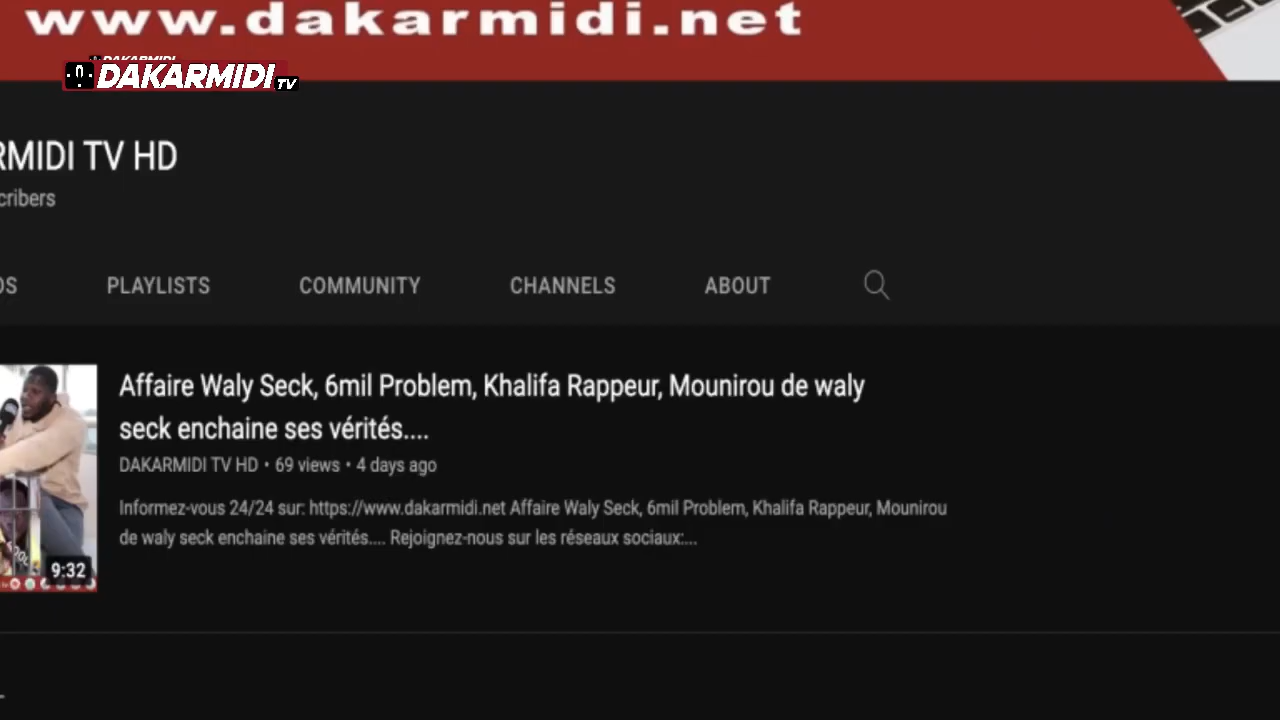 www.dakarmidi.net
DAKARMIDI
DAKARMIDI TV
RMIDI TV HD
cribers
OS
PLAYLISTS
COMMUNITY
CHANNELS
ABOUT
Affaire Waly Seck, 6mil Problem, Khalifa Rappeur, Mounirou de waly
seck enchaine ses vérités....
DAKARMIDI TV HD • 69 views • 4 days ago
Informez-vous 24/24 sur: https://www.dakarmidi.net Affaire Waly Seck, 6mil Problem, Khalifa Rappeur, Mounirou
de waly seck enchaine ses vérités.... Rejoignez-nous sur les réseaux sociaux:...
9:32